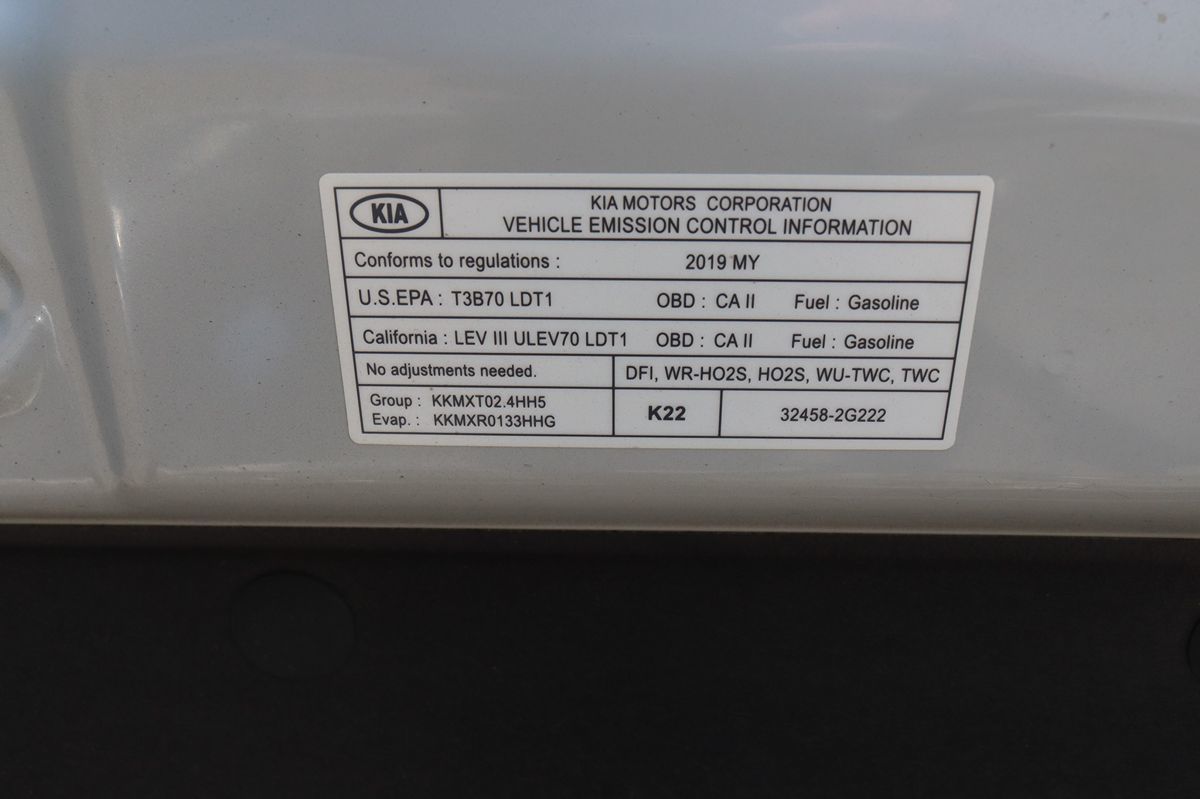 KIA
KIA MOTORS CORPORATION
VEHICLE EMISSION CONTROL INFORMATION
Conforms to regulations : 2019 MY
U.S.EPA : T3B70 LDT1 OBD : CA II Fuel : Gasoline
California : LEV III ULEV70 LDT1 OBD : CA II Fuel : Gasoline
No adjustments needed. DFI, WR-HO2S, HO2S, WU-TWC, TWC
Group : KKMXT02.4HH5
Evap. : KKMXR0133HHG
K22 32458-2G222